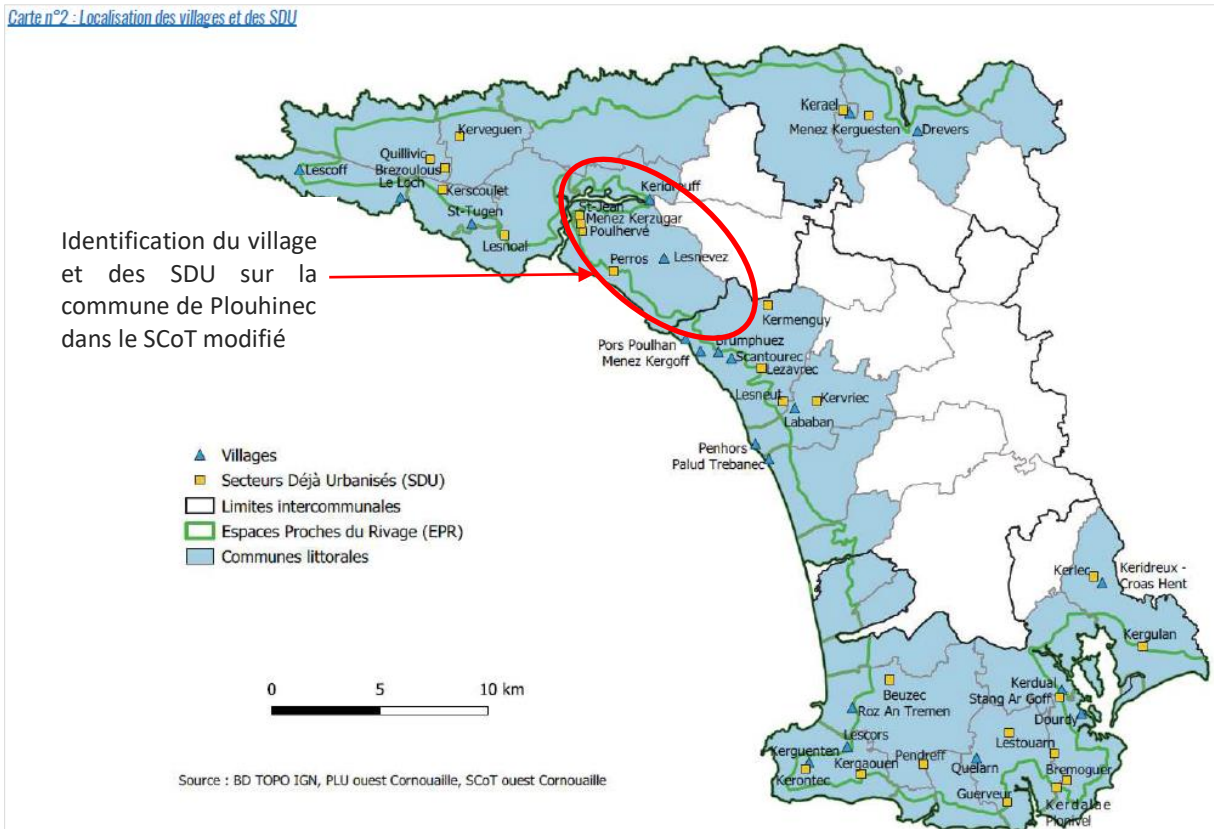 Carte n°2 : Localisation des villages et des SDU
Kerael
Menez Kerguesten
Drevers
Kerveguen
Quillivic
Brezoulous
Lescoff
Le Loch
Kerscoulet
St-Tugen
Lesnoal
Keridreuff
St-Jean
Menez Kerzugar
Poulhervé
Lesnevez
Perros
Identification du village
et des SDU sur la
commune de Plouhinec
dans le SCoT modifié
Kermenguy
Pors Poulhan
Brumphuez
Menez Kergoff
Scantourec
Lezavrec
Lesneut
Kervriec
Lababan
Penhors
Palud Trebanec
Villages
Secteurs Déjà Urbanisés (SDU)
Limites intercommunales
Espaces Proches du Rivage (EPR)
Communes littorales
Kerlec
Keridreux -
Croas Hent
Kergulan
0 5 10 km
Beuzec
Roz An Tremen
Kerdual
Stang Ar Goff
Dourdy
Lescors
Lestouarn
Kerguenten
Pendreff
Kerontec
Kergaouen
Quelarn
Bremoguer
Guerveur
Kerdalae
Plonivel
Source : BD TOPO IGN, PLU ouest Cornouaille, SCoT ouest Cornouaille